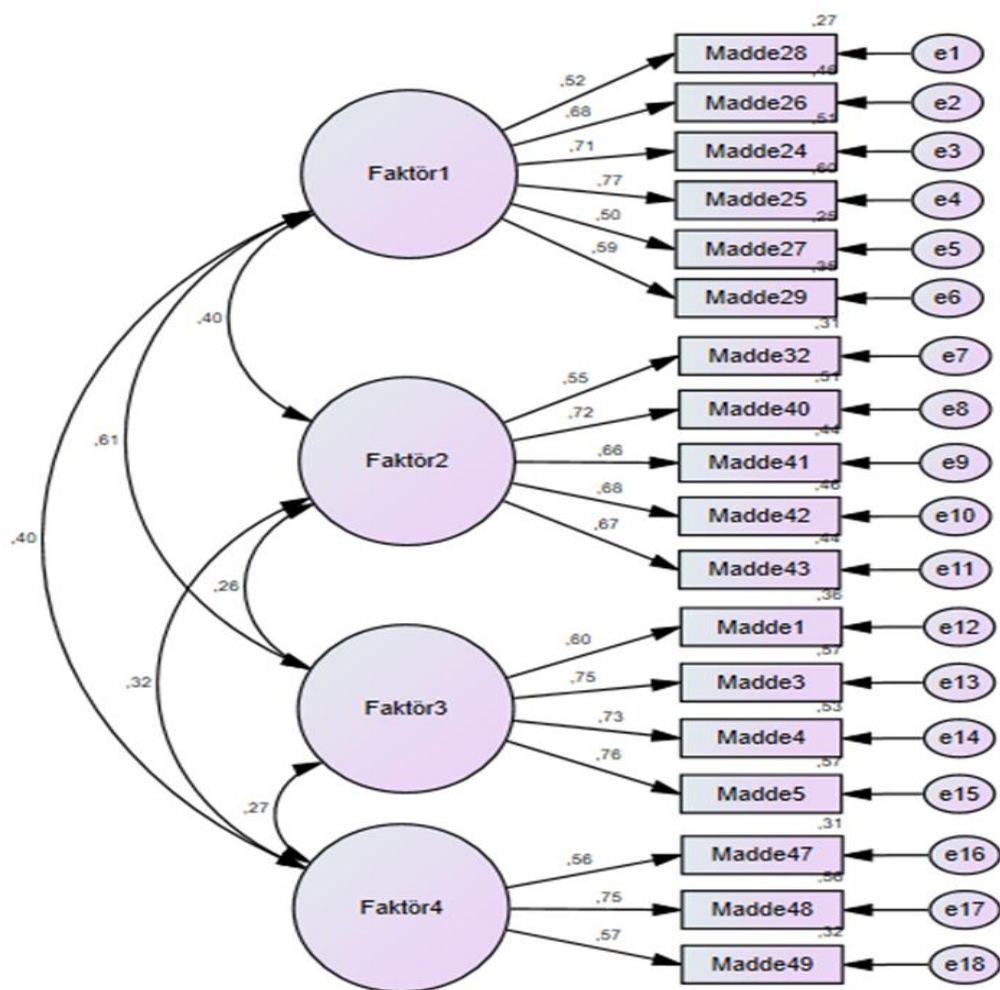 ,27
Madde28
e1
,52
,46
Madde26
e2
,68
,51
Madde24
e3
,71
Faktör1
,60
Madde25
e4
,77
,25
Madde27
e5
,50
,35
Madde29
e6
,59
,40
,31
Madde32
e7
,55
,51
Madde40
e8
,72
,61
,44
Madde41
e9
,66
Faktör2
,46
Madde42
e10
,68
,40
,44
Madde43
e11
,67
,26
,36
Madde1
e12
,60
,57
Madde3
e13
,75
,32
Faktör3
,53
Madde4
e14
,73
,57
Madde5
e15
,76
,27
,31
Madde47
e16
,56
,56
Madde48
e17
,75
Faktör4
,32
Madde49
e18
,57